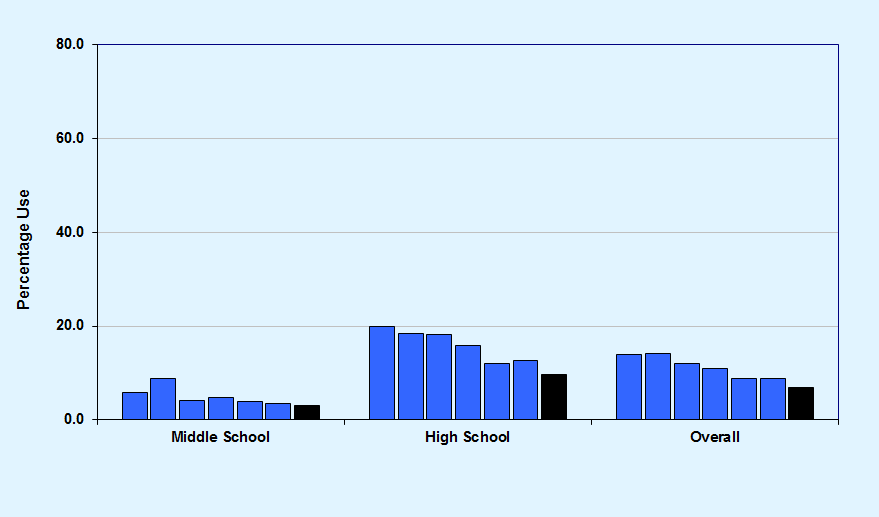 80.0
60.0
40.0
20.0
0.0
Percentage Use
Middle School
High School
Overall